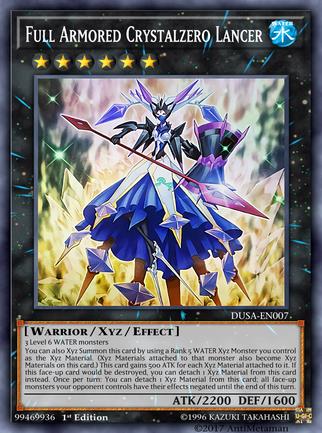 Full Armored Crystalzero Lancer
WATER
水
DUSA-EN007
[Warrior/Xyz/Effect]
3 Level 6 WATER monsters
You can also Xyz Summon this card by using a Rank 5 WATER Xyz Monster you control
as the Xyz Material. (Xyz Materials attached to that monster also become Xyz
Materials on this card.) This card gains 500 ATK for each Xyz Material attached to it. If
this face-up card would be destroyed, you can detach 1 Xyz Material from this card
instead. Once per turn: You can detach 1 Xyz Material from this card; all face-up
monsters your opponent controls have their effects negated until the end of this turn.
ATK/2200 DEF/1600
99469936 1st Edition ©1996 KAZUKI TAKAHASHI
©2017 AntiMetaman